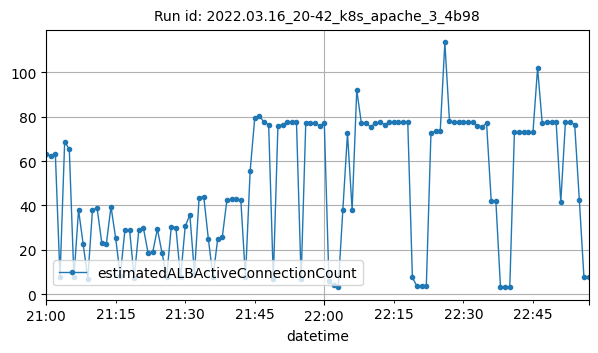 Run id: 2022.03.16_20-42_k8s_apache_3_4b98
100
80
60
40
20
0
estimatedALBActiveConnectionCount
21:00 21:15 21:30 21:45 22:00 22:15 22:30 22:45
datetime